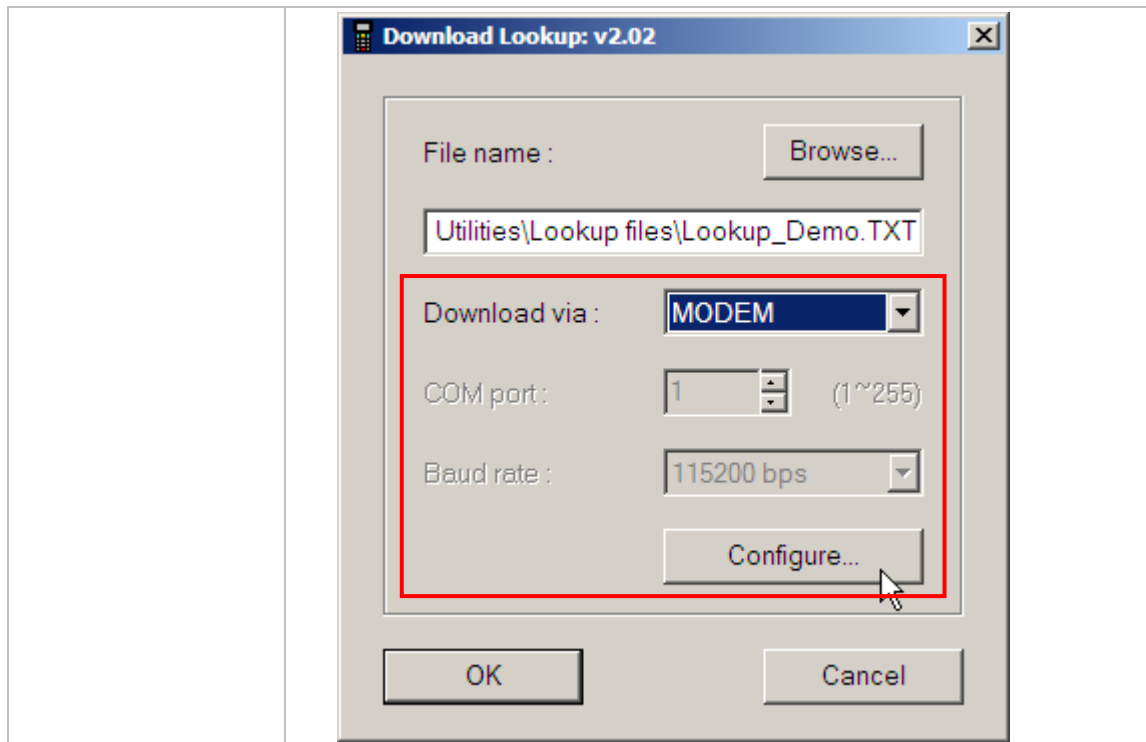 Download Lookup: v2.02
File name : Browse...
Utilities\Lookup files\Lookup_Demo.TXT
Download via : MODEM
COM port : 1 (1~255)
Baud rate : 115200 bps
Configure...
OK Cancel